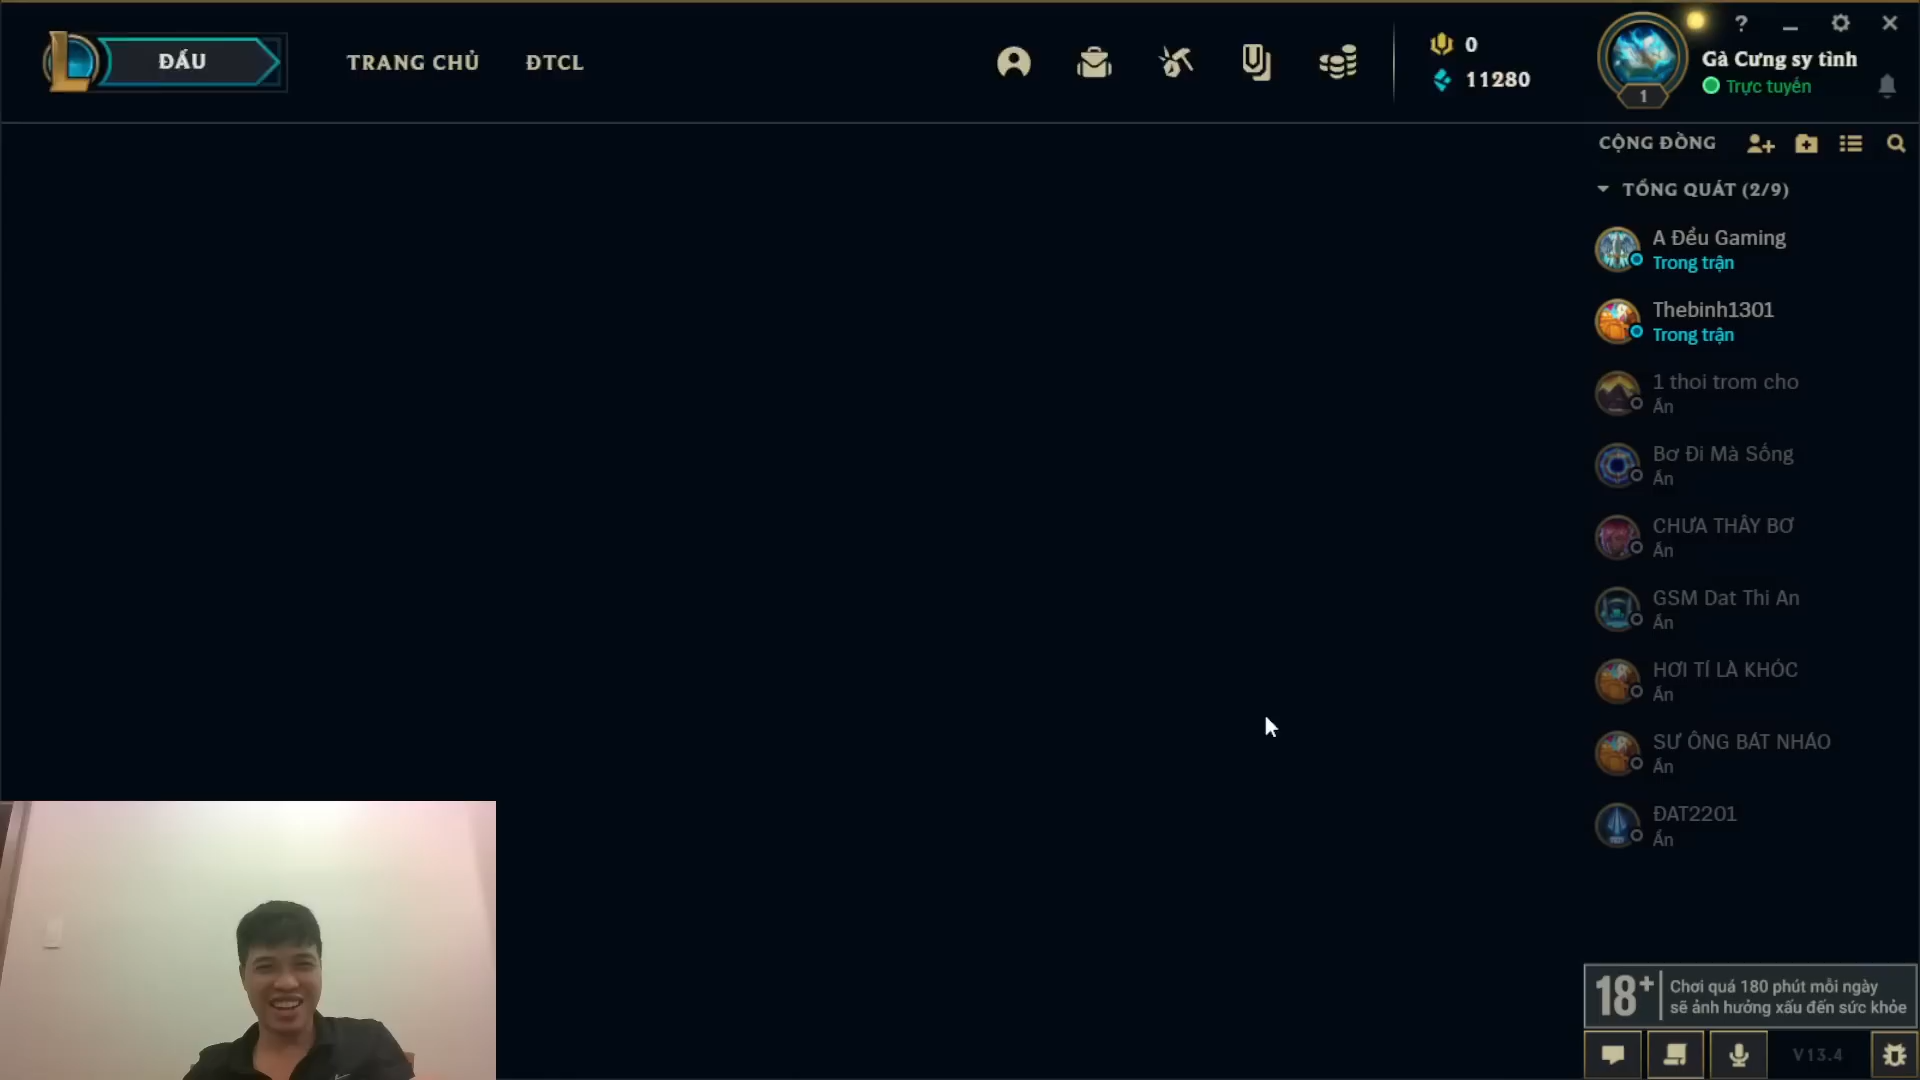 ĐẤU
TRANG CHỦ
ĐTCL
0
11280
?
Gà Cưng sy tình
Trực tuyến
1
CỘNG ĐỒNG
TỔNG QUÁT (2/9)
A Đều Gaming
Trong trận
Thebinh1301
Trong trận
1 thoi trom cho
Ẩn
Bơ Đi Mà Sống
Ẩn
CHƯA THẤY BƠ
Ẩn
GSM Dat Thi An
Ẩn
HƠI TÍ LÀ KHÓC
Ẩn
SƯ ÔNG BÁT NHÁO
Ẩn
ĐAT2201
Ẩn
18+
Chơi quá 180 phút mỗi ngày
sẽ ảnh hưởng xấu đến sức khỏe
V13.4